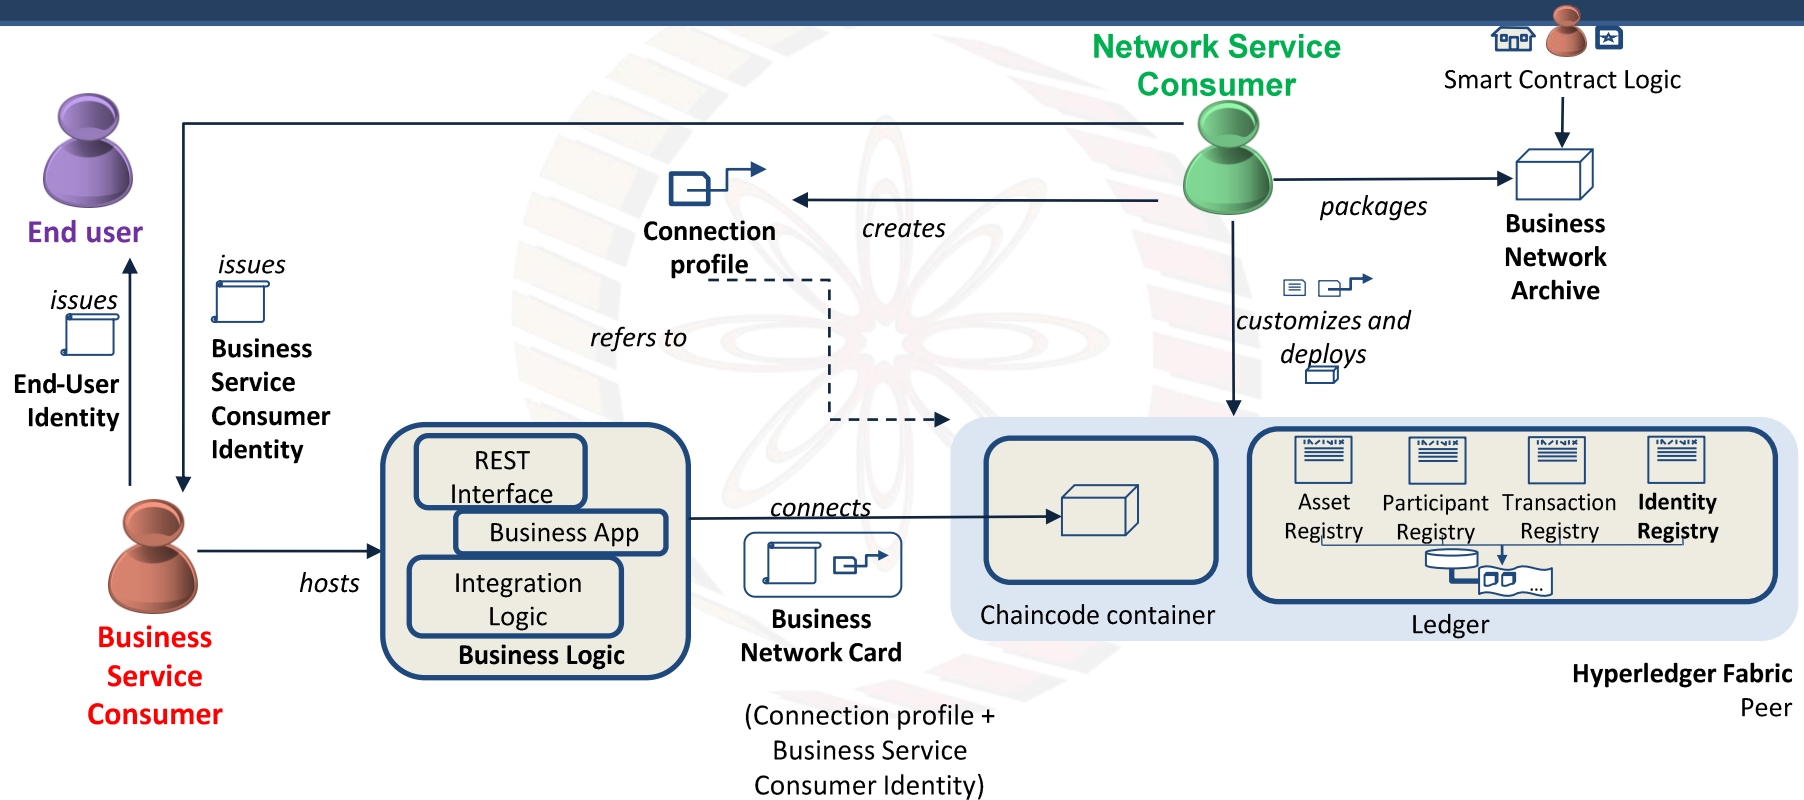 Network Service
Consumer
Smart Contract Logic
End user
Connection
profile
creates
packages
Business
Network
Archive
issues
Business
Service
Consumer
Identity
issues
End-User
Identity
refers to
customizes and
deploys
REST
Interface
Business App
Integration
Logic
Business Logic
connects
hosts
Business
Service
Consumer
Business
Network Card
(Connection profile +
Business Service
Consumer Identity)
Chaincode container
Asset
Registry
Participant
Registry
Transaction
Registry
Identity
Registry
...
Ledger
Hyperledger Fabric
Peer